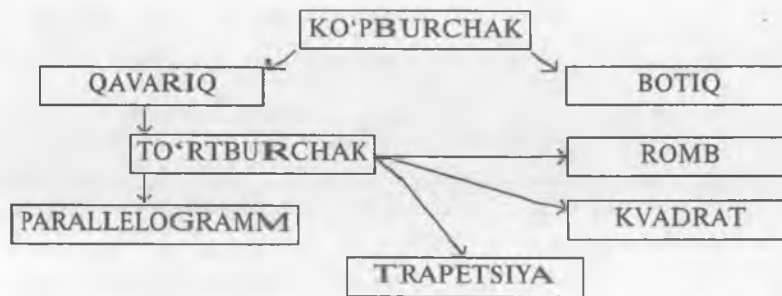 KO‘PBURCHAK
QAVARIQ
BOTIQ
TO‘RTBURCHAK
ROMB
PARALLELOGRAMM
KVADRAT
TRAPETSIYA